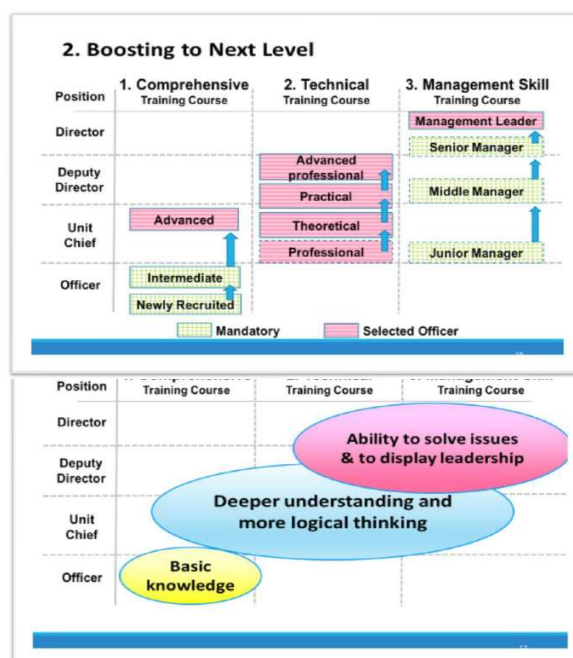 2. Boosting to Next Level
Position
1. Comprehensive
Training Course
2. Technical
Training Course
3. Management Skill
Training Course
Director
Management Leader
Senior Manager
Deputy
Director
Advanced
professional
Practical
Middle Manager
Unit
Chief
Advanced
Theoretical
Professional
Junior Manager
Officer
Intermediate
Newly Recruited
Mandatory
Selected Officer
Position
Training Course
Training Course
Training Course
Director
Ability to solve issues
& to display leadership
Deputy
Director
Deeper understanding and
more logical thinking
Unit
Chief
Officer
Basic
knowledge